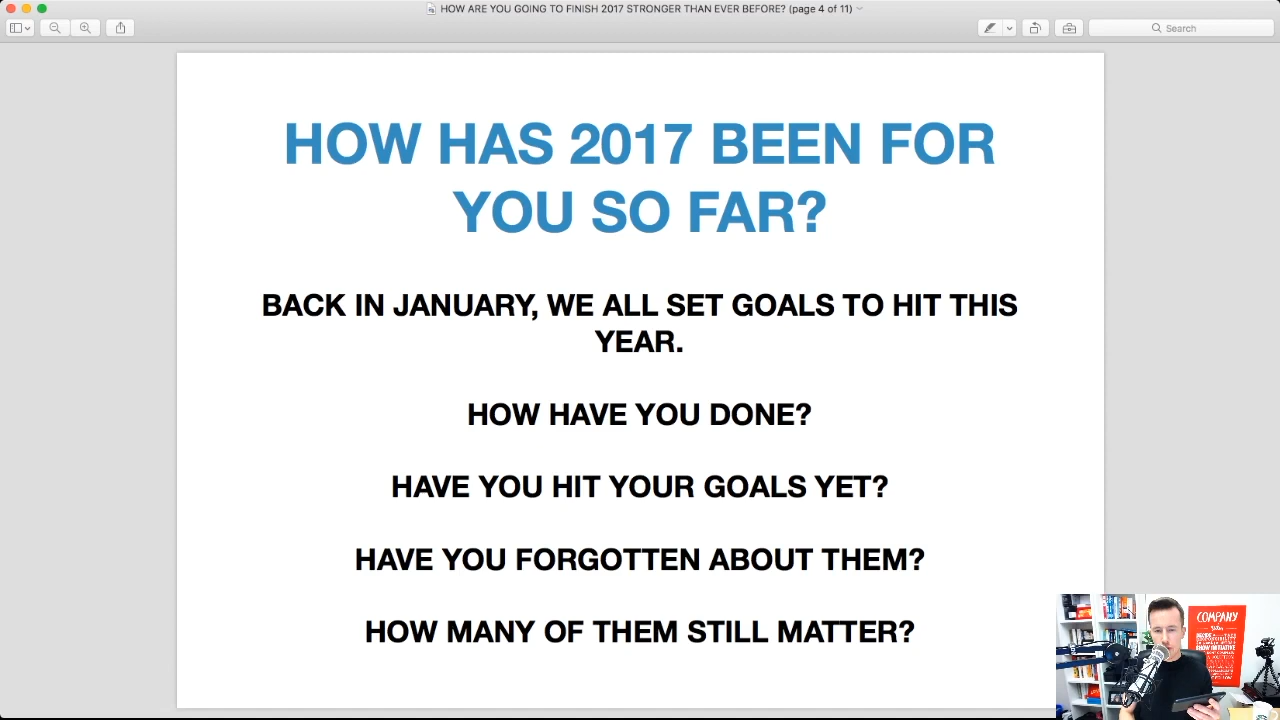 HOW ARE YOU GOING TO FINISH 2017 STRONGER THAN EVER BEFORE? (page 4 of 11)
Search
HOW HAS 2017 BEEN FOR
YOU SO FAR?
BACK IN JANUARY, WE ALL SET GOALS TO HIT THIS
YEAR.
HOW HAVE YOU DONE?
HAVE YOU HIT YOUR GOALS YET?
HAVE YOU FORGOTTEN ABOUT THEM?
HOW MANY OF THEM STILL MATTER?
COMPANY
SHOW INITIATIVE